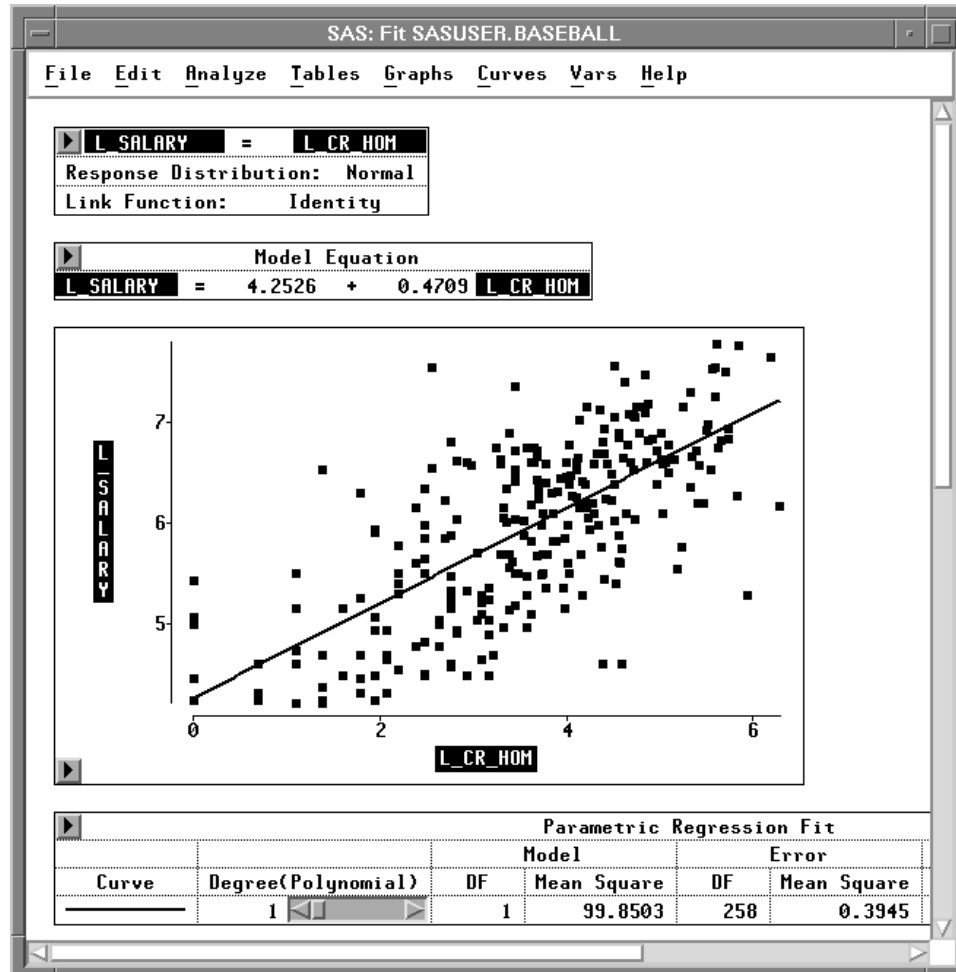 SAS: Fit SASUSER.BASEBALL
File Edit Analyze Tables Graphs Curves Vars Help
L_SALARY = L_CR_HOM
Response Distribution: Normal
Link Function: Identity
Model Equation
L_SALARY = 4.2526 + 0.4709 L_CR_HOM
7
6
5
L_SALARY
0 2 4 6
L_CR_HOM
Parametric Regression Fit
Model Error
Curve Degree(Polynomial) DF Mean Square DF Mean Square
1 1 99.8503 258 0.3945